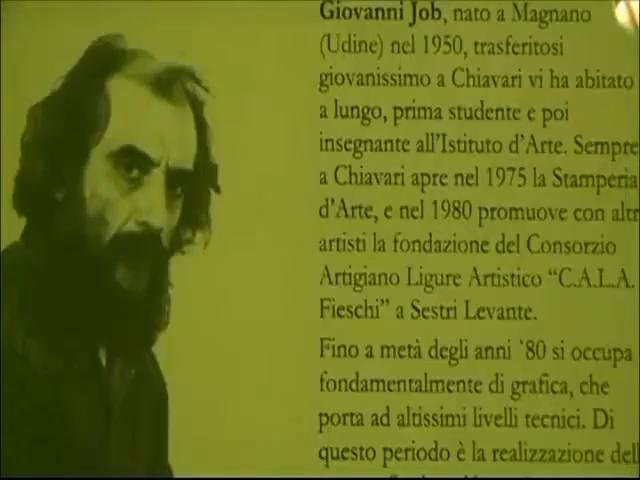 Giovanni Job, nato a Magnano
(Udine) nel 1950, trasferitosi
giovanissimo a Chiavari vi ha abitato
a lungo, prima studente e poi
insegnante all'Istituto d'Arte. Sempre
a Chiavari apre nel 1975 la Stamperia
d'Arte, e nel 1980 promuove con altr
artisti la fondazione del Consorzio
Artigiano Ligure Artistico “C.A.L.A.
Fieschi” a Sestri Levante.
Fino a metà degli anni `80 si occupa
fondamentalmente di grafica, che
porta ad altissimi livelli tecnici. Di
questo periodo è la realizzazione dell